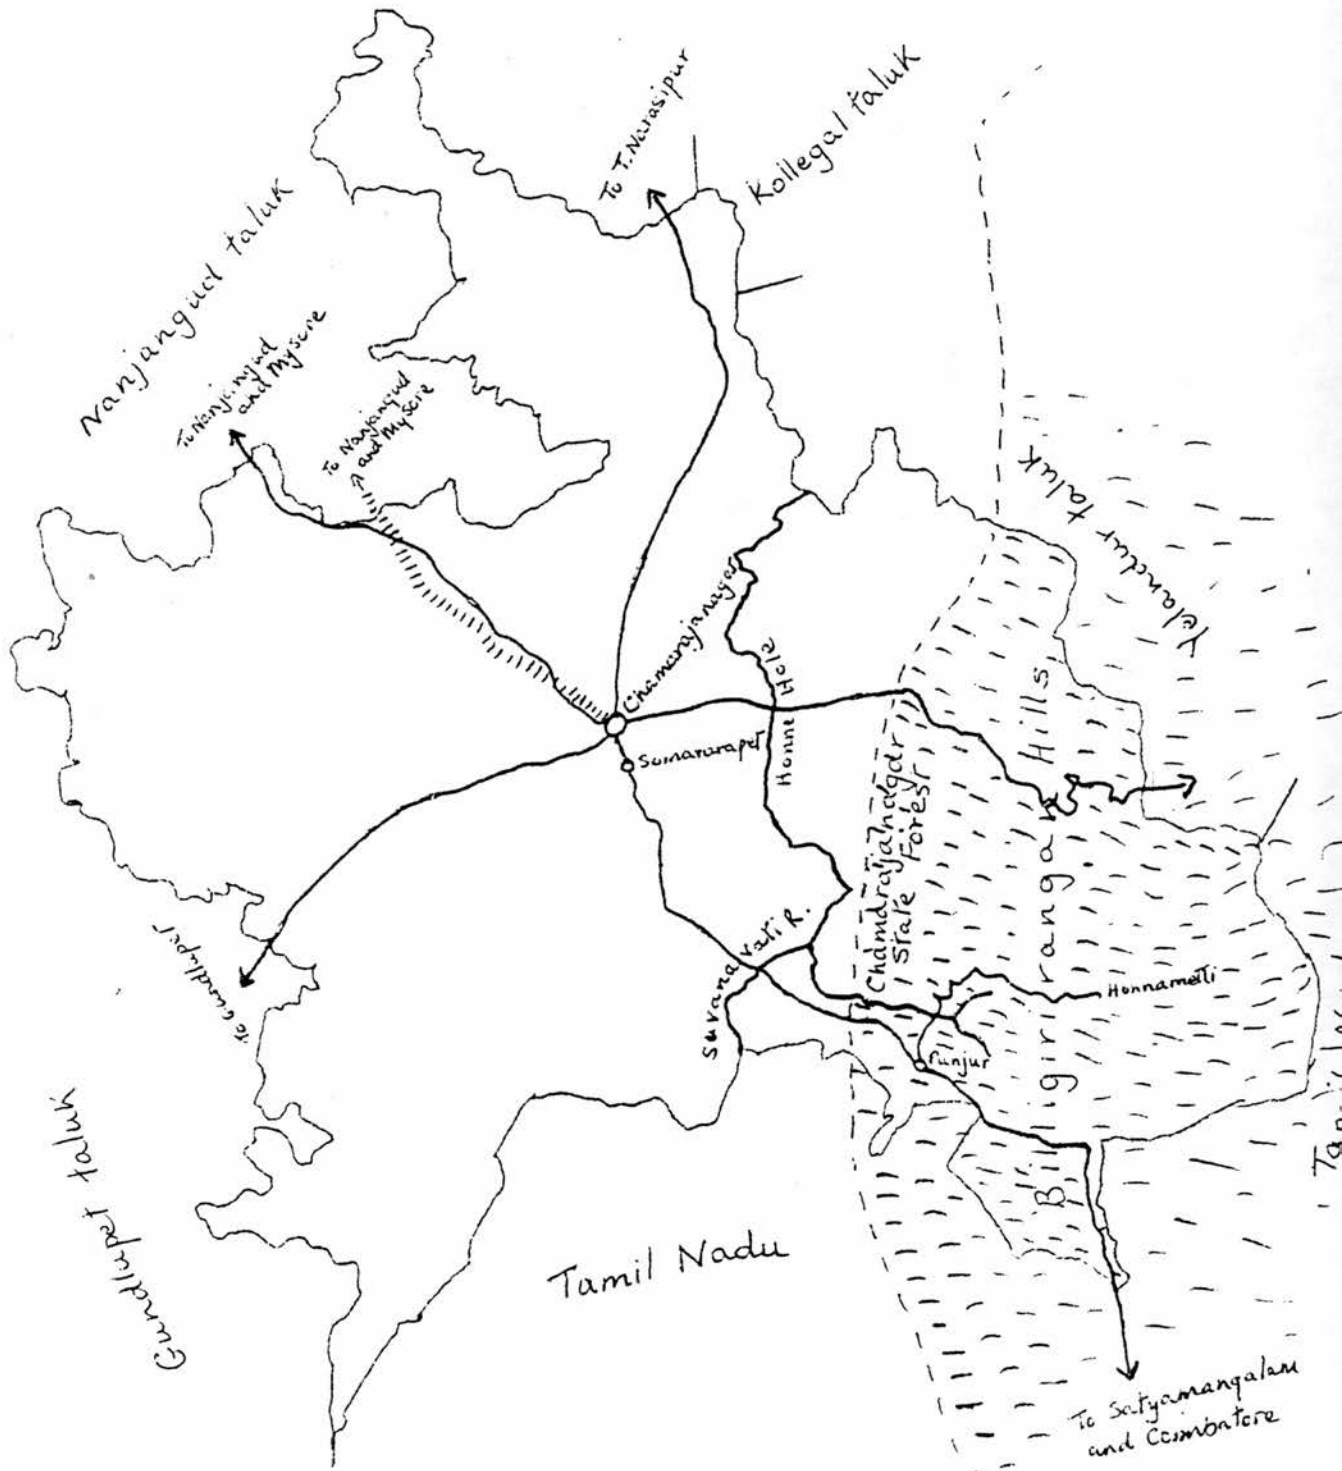 To T. Narasipur
Kollegal taluk
Nanjangud taluk
To Nanjangud
and Mysore
To Nanjangud
and Mysore
Yelandur taluk
Chamarajanagar
Honne Hole
Somavarapet
Chamarajanagar
State Forest
Biligirirangan Hills
Suvarnavati R.
Honnametti
Punjur
To Gundlupet
Gundlupet taluk
Tamil Nadu
To Satyamangalam
and Coimbatore